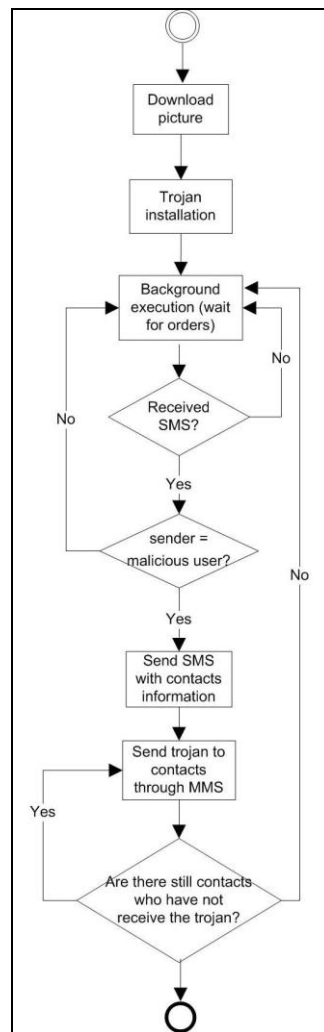 Download
picture
Trojan
installation
Background
execution (wait
for orders)
No
No
Received
SMS?
Yes
sender =
malicious user?
No
Yes
Send SMS
with contacts
information
Send trojan to
contacts
through MMS
Yes
Are there still contacts
who have not
receive the trojan?